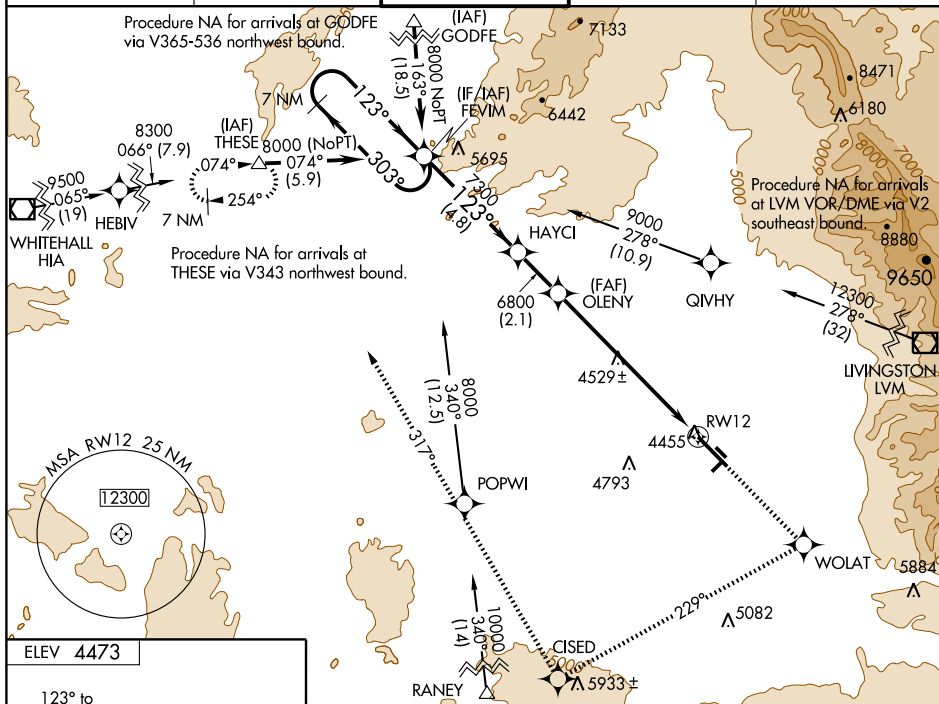 Procedure NA for arrivals at GODFE
via V365-536 northwest bound.
(IAF)
GODFE
8000 NoPT
163°
(18.5)
7133
8471
6180
6442
7 NM
123°
303°
(IF/IAF)
FEVIM
5695
(IAF)
THESE
8000 (NoPT)
074°
(5.9)
074°
254°
7 NM
8300
066° (7.9)
9500
065°
(19)
HEBIV
WHITEHALL
HIA
Procedure NA for arrivals at
THESE via V343 northwest bound.
7300
123°
(4.8)
HAYCI
6800
(2.1)
(FAF)
OLENY
9000
278°
(10.9)
QIVHY
5000
6000
7000
8000
7000
Procedure NA for arrivals
at LVM VOR/DME via V2
southeast bound.
8880
9650
12300
278°
(32)
LIVINGSTON
LVM
4529±
RW12
4455
4793
8000
340°
(12.5)
317°
POPWI
MSA RW12 25 NM
12300
WOLAT
5884
229°
5082
CISED
5000
5933±
10000
340°
(14)
RANEY
ELEV 4473
123° to